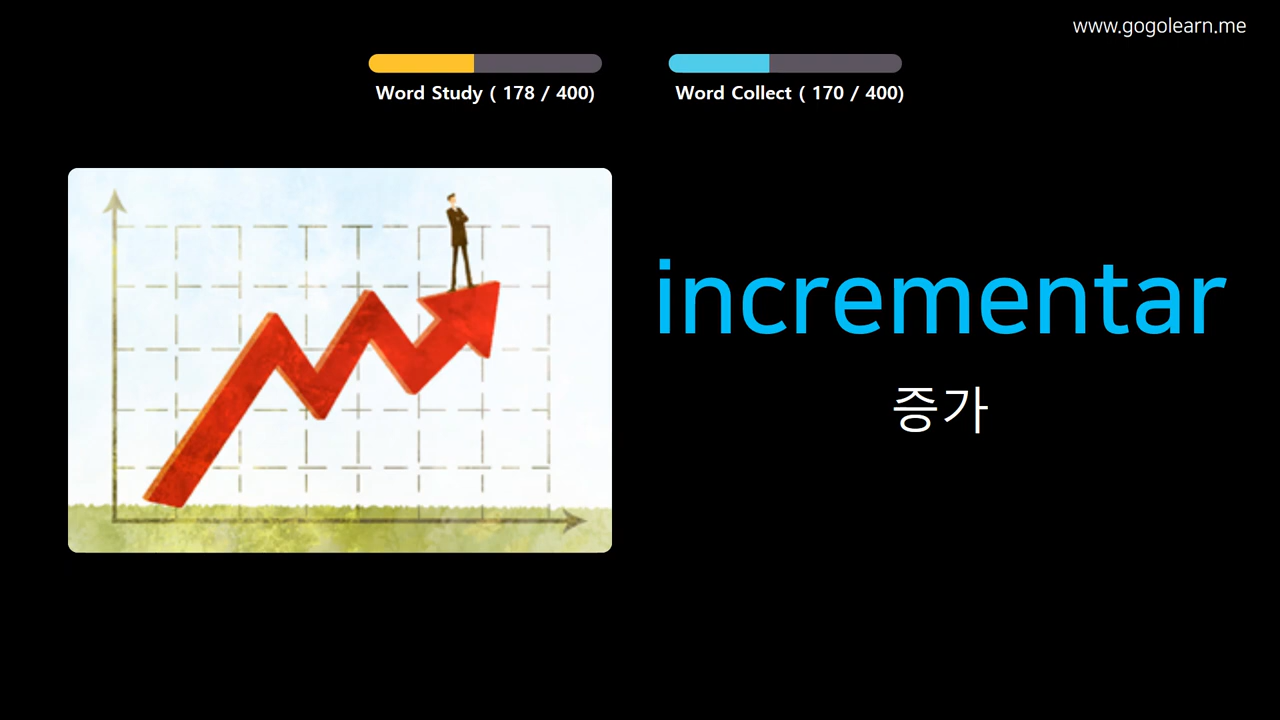 www.gogolearn.me
Word Study ( 178 / 400)
Word Collect ( 170 / 400)
incrementar
증가